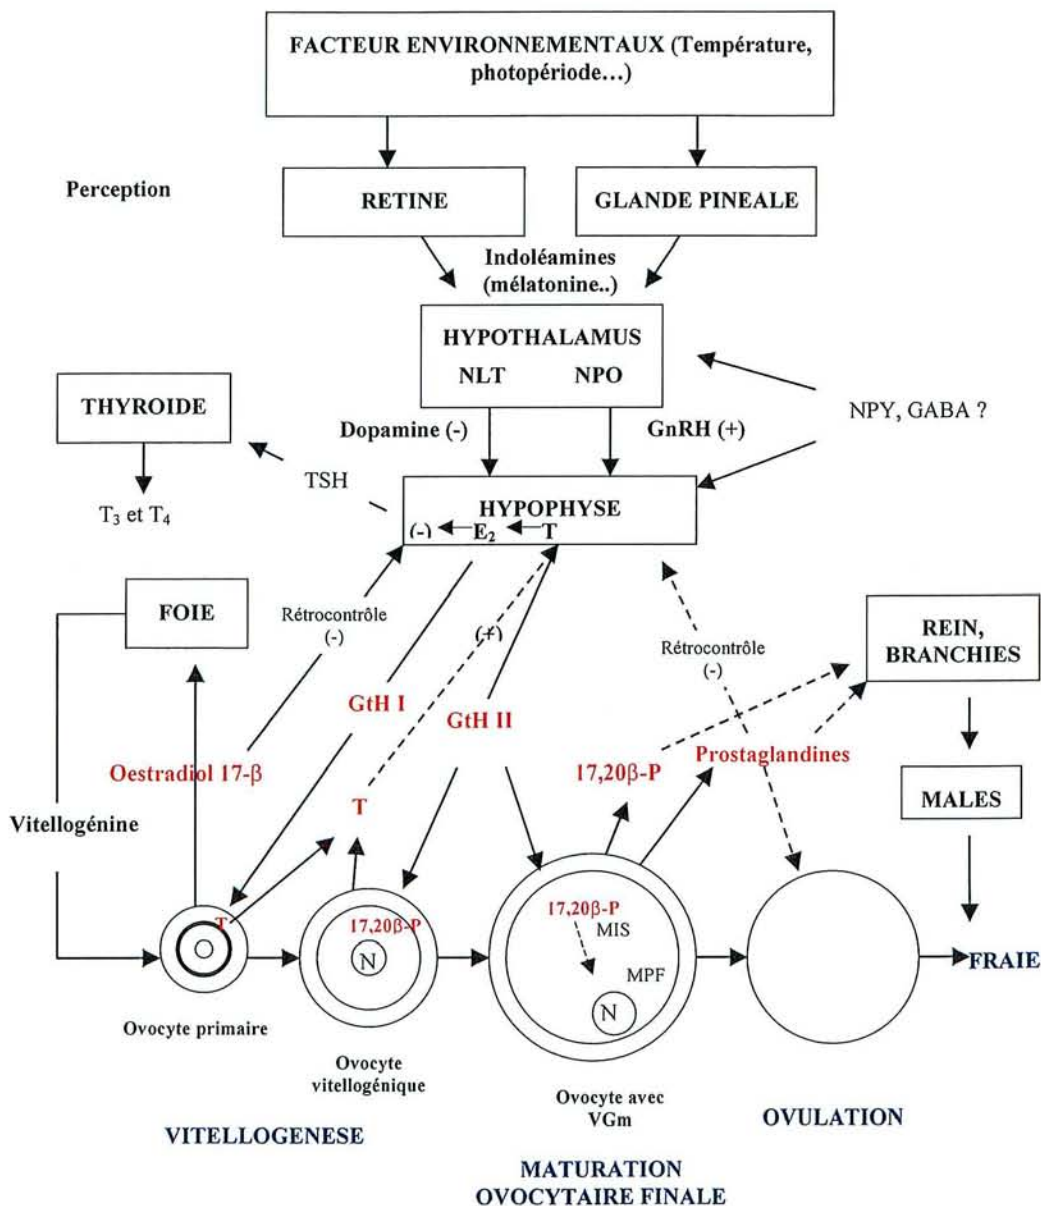 FACTEUR ENVIRONNEMENTAUX (Température,
photopériode...)
Perception
RETINE
GLANDE PINEALE
Indoléamines
(mélatonine..)
HYPOTHALAMUS
NLT NPO
THYROIDE
NPY, GABA ?
Dopamine (-)
GnRH (+)
TSH
HYPOPHYSE
(-) E₂ T
T₃ et T₄
FOIE
Rétrocontrôle
(-)
(+)
Rétrocontrôle
(-)
REIN,
BRANCHIES
GtH I
GtH II
Oestradiol 17-β
17,20β-P
Prostaglandines
T
MALES
Vitellogénine
T
17,20β-P
N
17,20β-P
MIS
MPF
N
FRAIE
Ovocyte primaire
Ovocyte
vitellogénique
Ovocyte avec
VGm
OVULATION
VITELLOGENESE
MATURATION
OVOCYTAIRE FINALE